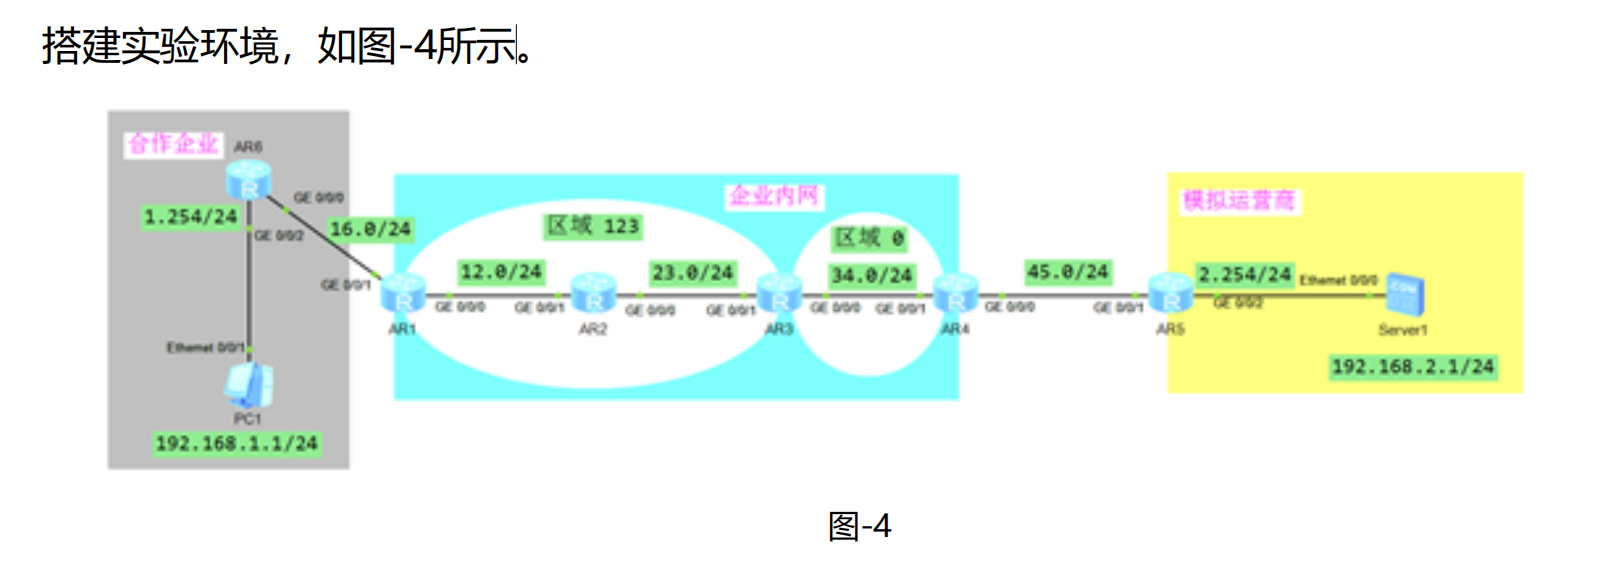 搭建实验环境，如图-4所示。
合作企业
AR6
GE 0/0/0
1.254/24
16.0/24
GE 0/0/2
GE 0/0/1
Ethernet 0/0/1
PC1
192.168.1.1/24
企业内网
区域 123
区域 0
12.0/24
23.0/24
34.0/24
GE 0/0/0
GE 0/0/1
GE 0/0/0
GE 0/0/1
GE 0/0/0
GE 0/0/1
AR1
AR2
AR3
AR4
45.0/24
GE 0/0/0
GE 0/0/1
模拟运营商
2.254/24
Ethernet 0/0/0
GE 0/0/2
AR5
Server1
192.168.2.1/24
.COM
R
R
R
R
R
R
图-4